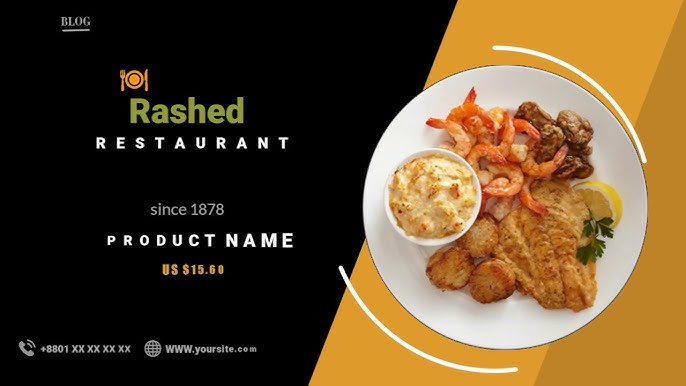 BLOG
Rashed
RESTAURANT
since 1878
PRODUCT NAME
US $15.60
+8801 XX XX XX XX WWW.yoursite.com